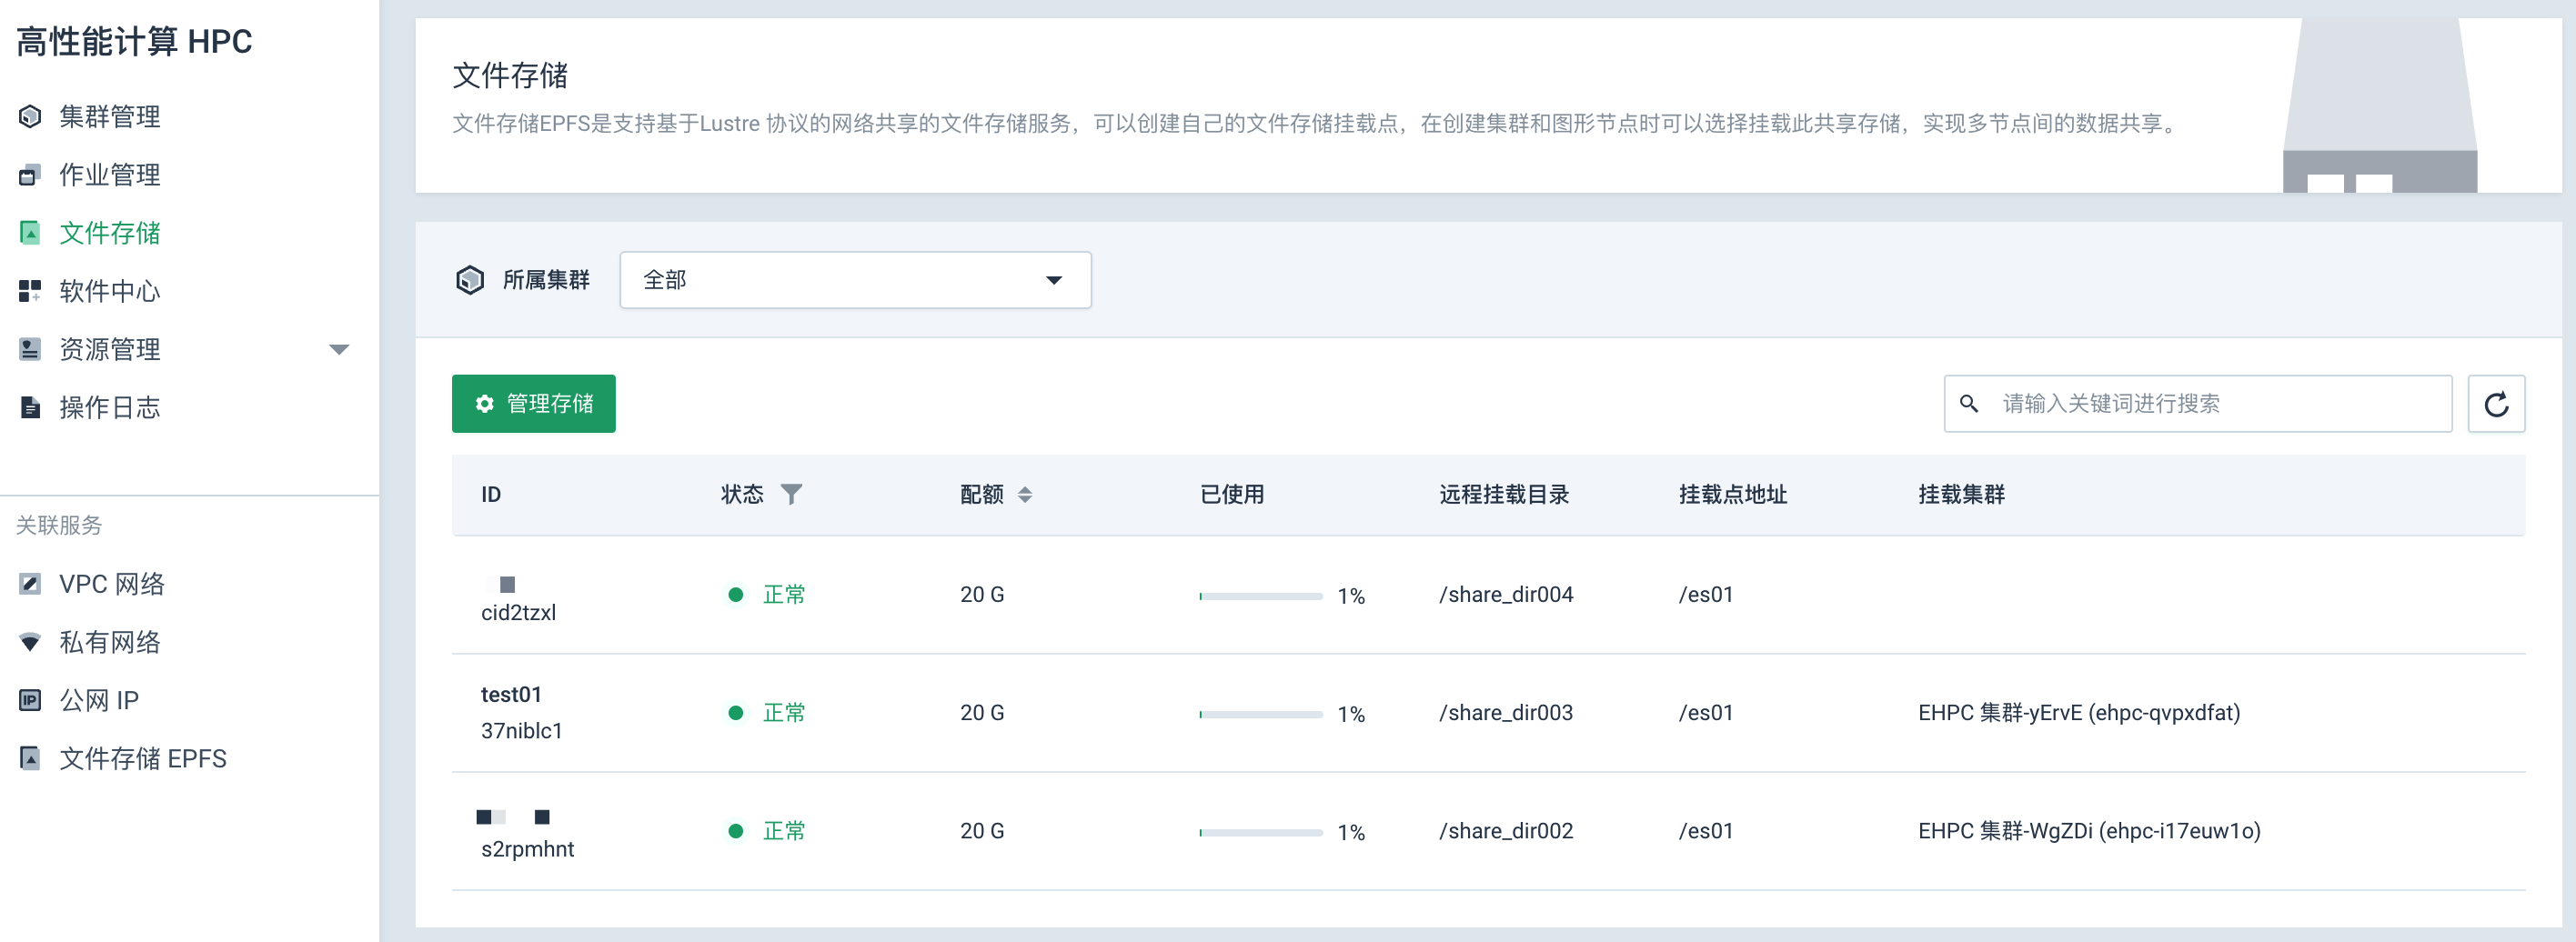 高性能计算 HPC
集群管理
作业管理
文件存储
软件中心
资源管理
操作日志
关联服务
VPC 网络
私有网络
IP
公网 IP
文件存储 EPFS
文件存储
文件存储EPFS是支持基于Lustre 协议的网络共享的文件存储服务，可以创建自己的文件存储挂载点，在创建集群和图形节点时可以选择挂载此共享存储，实现多节点间的数据共享。
所属集群 全部
管理存储 请输入关键词进行搜索
ID 状态 配额 已使用 远程挂载目录 挂载点地址 挂载集群
cid2tzxl 正常 20 G 1% /share_dir004 /es01
test01
37niblc1 正常 20 G 1% /share_dir003 /es01 EHPC 集群-yErvE (ehpc-qvpxdfat)
s2rpmhnt 正常 20 G 1% /share_dir002 /es01 EHPC 集群-WgZDi (ehpc-i17euw1o)